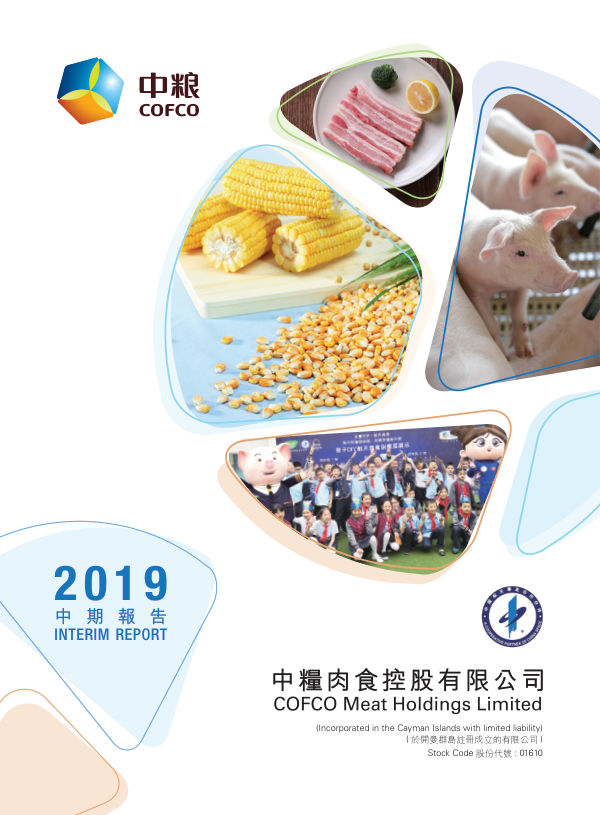 中粮
COFCO
2019
中期報告
INTERIM REPORT
中糧肉食控股有限公司
COFCO Meat Holdings Limited
(Incorporated in the Cayman Islands with limited liability)
(於開曼群島註冊成立的有限公司)
Stock Code 股份代號 : 01610